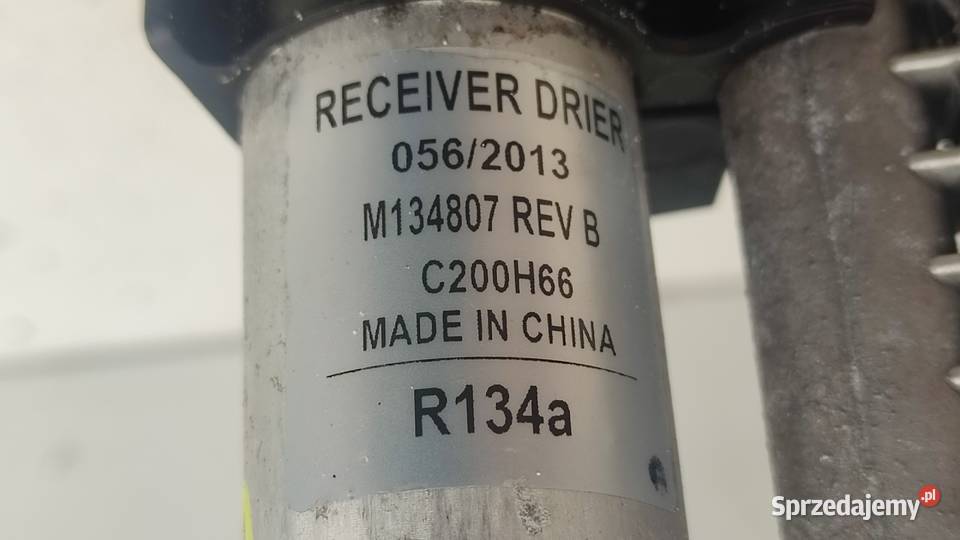 RECEIVER DRIER
056/2013
M134807 REV B
C200H66
MADE IN CHINA
R134a
Sprzedajemy.pl